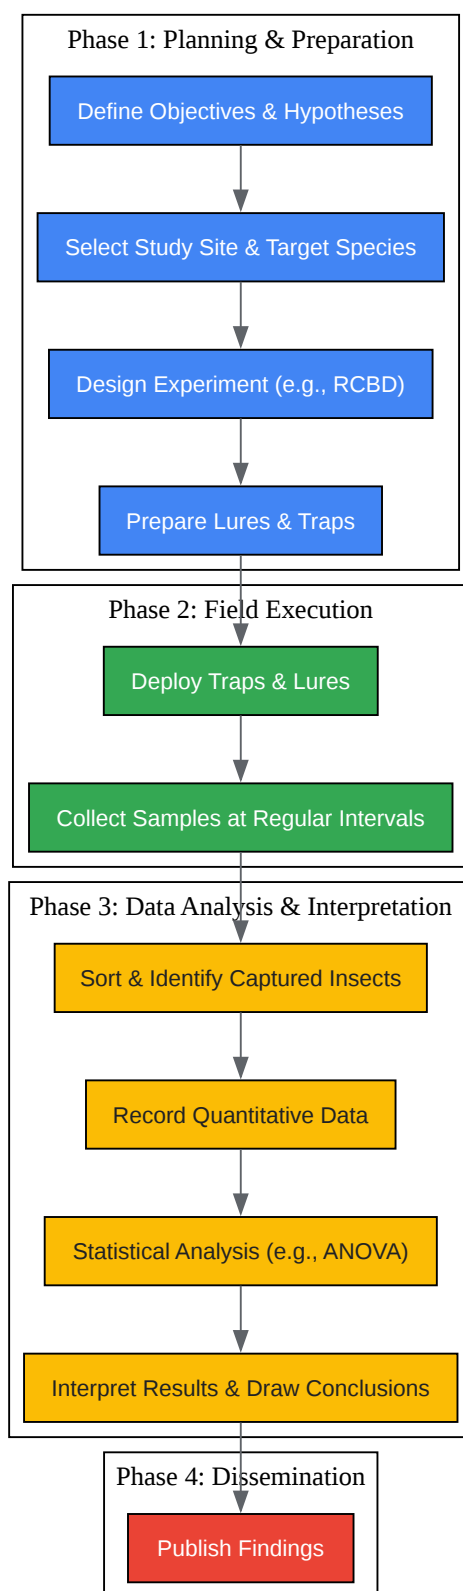 Phase 1: Planning & Preparation
Define Objectives & Hypotheses
Select Study Site & Target Species
Design Experiment (e.g., RCBD)
Prepare Lures & Traps
Phase 2: Field Execution
Deploy Traps & Lures
Collect Samples at Regular Intervals
Phase 3: Data Analysis & Interpretation
Sort & Identify Captured Insects
Record Quantitative Data
Statistical Analysis (e.g., ANOVA)
Interpret Results & Draw Conclusions
Phase 4: Dissemination
Publish Findings